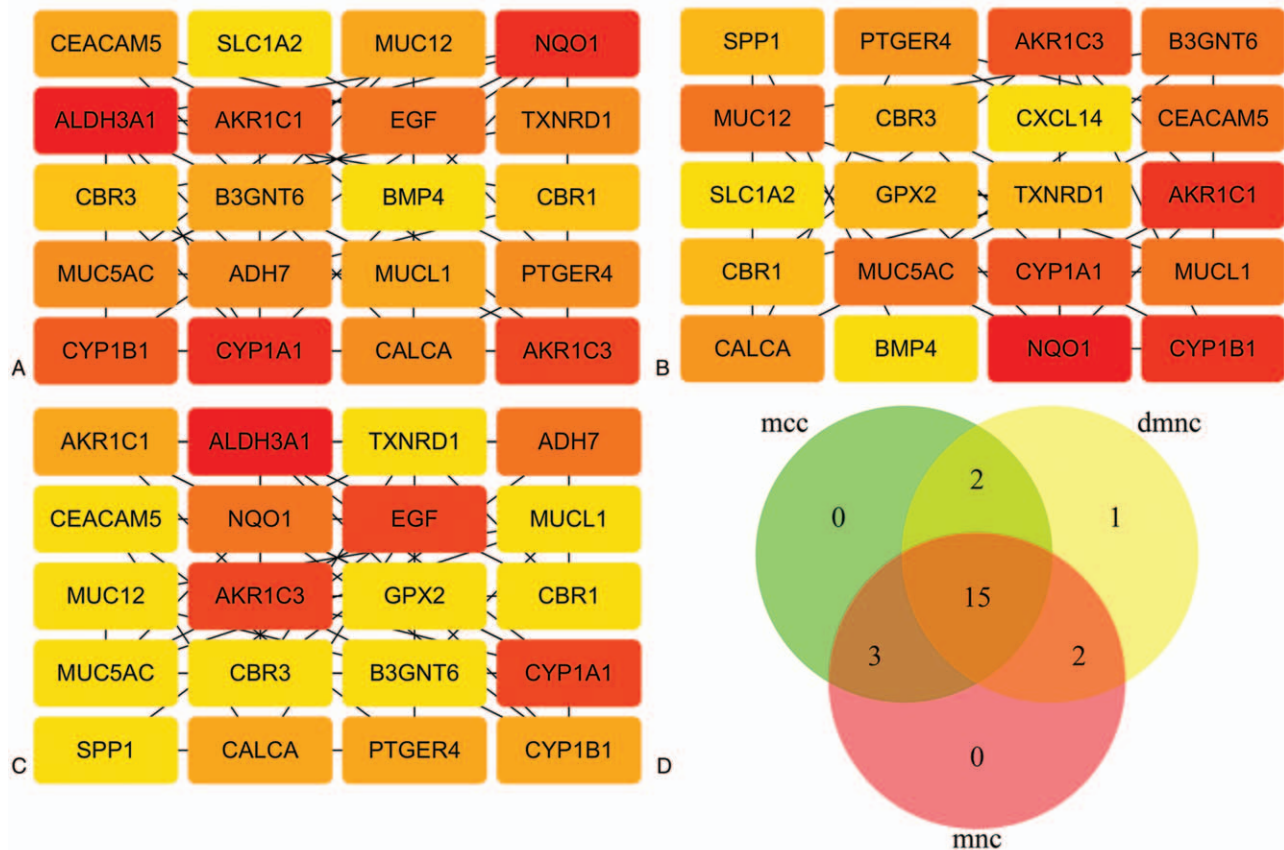 CEACAM5 SLC1A2 MUC12 NQO1
ALDH3A1 AKR1C1 EGF TXNRD1
CBR3 B3GNT6 BMP4 CBR1
MUC5AC ADH7 MUCL1 PTGER4
CYP1B1 CYP1A1 CALCA AKR1C3
A
SPP1 PTGER4 AKR1C3 B3GNT6
MUC12 CBR3 CXCL14 CEACAM5
SLC1A2 GPX2 TXNRD1 AKR1C1
CBR1 MUC5AC CYP1A1 MUCL1
CALCA BMP4 NQO1 CYP1B1
B
AKR1C1 ALDH3A1 TXNRD1 ADH7
CEACAM5 NQO1 EGF MUCL1
MUC12 AKR1C3 GPX2 CBR1
MUC5AC CBR3 B3GNT6 CYP1A1
SPP1 CALCA PTGER4 CYP1B1
C
mcc dmnc
2
0 1
15
3 2
0
mnc
D